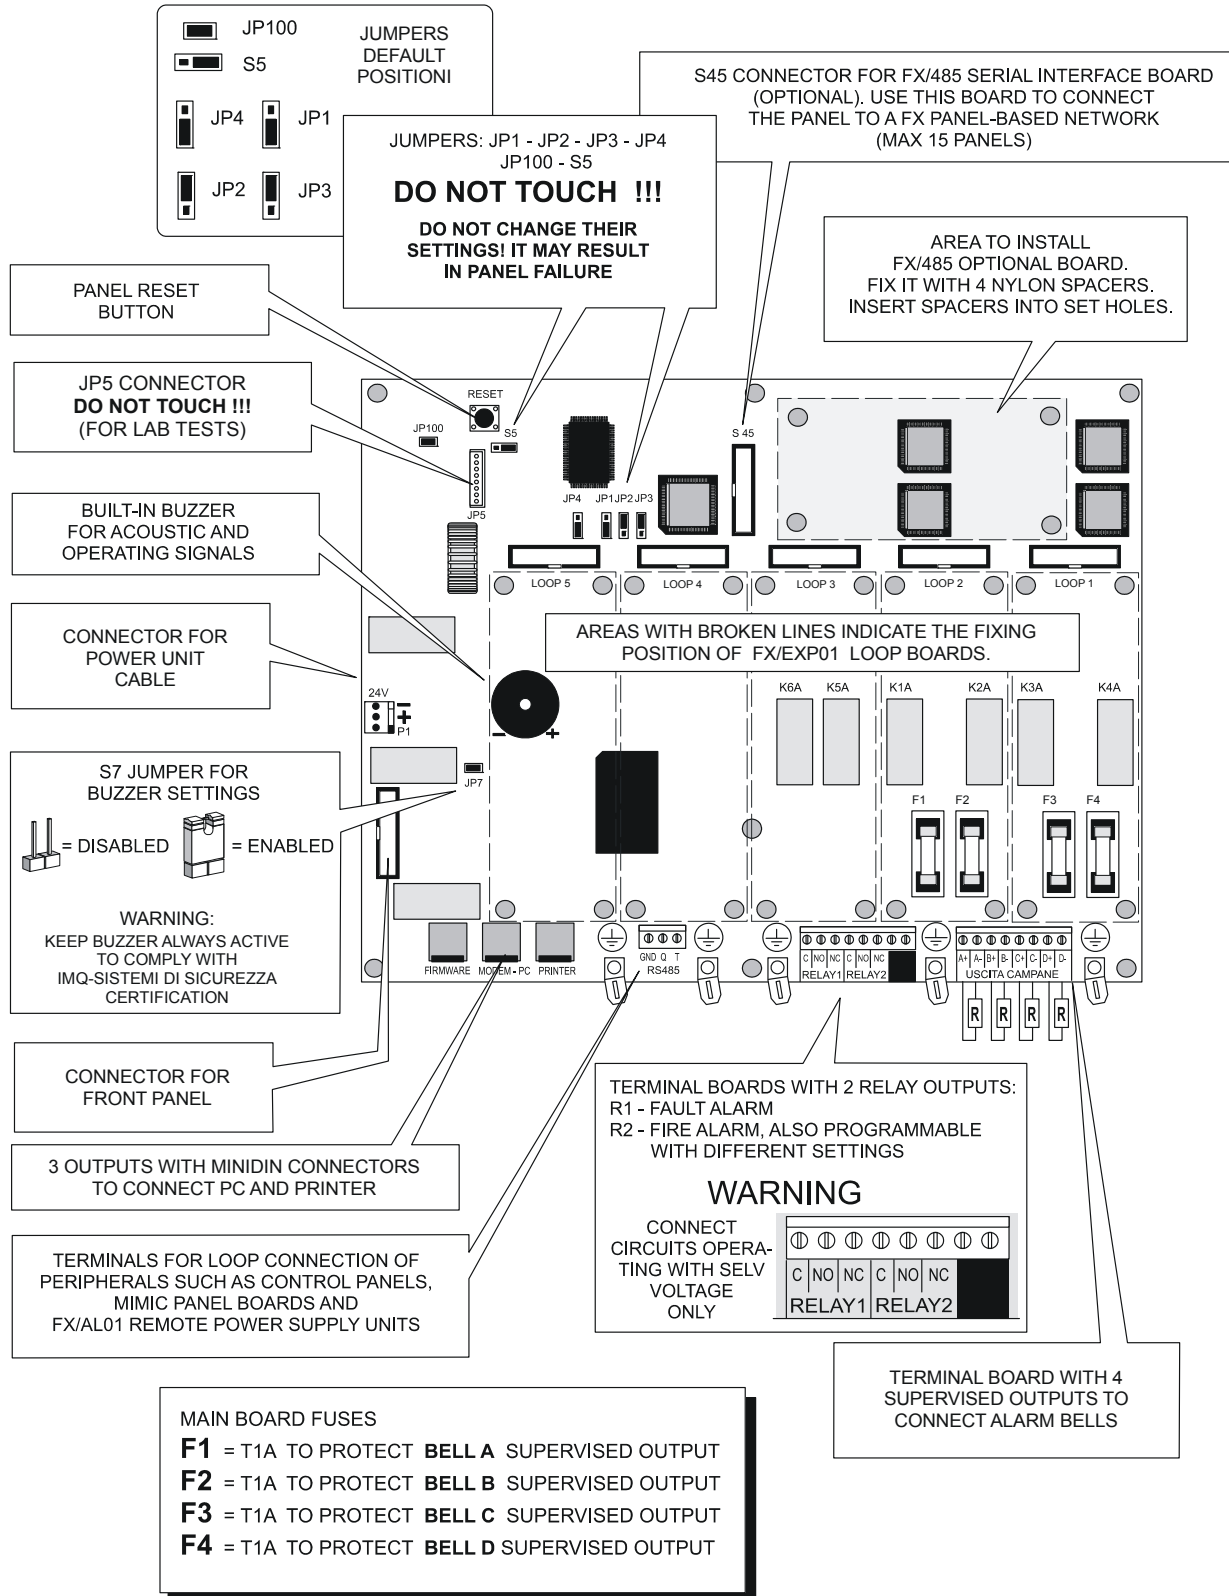 JP100
S5
JP4
JP1
JP2
JP3
JUMPERS
DEFAULT
POSITIONI
JUMPERS: JP1 - JP2 - JP3 - JP4
JP100 - S5
DO NOT TOUCH !!!
DO NOT CHANGE THEIR
SETTINGS! IT MAY RESULT
IN PANEL FAILURE
S45 CONNECTOR FOR FX/485 SERIAL INTERFACE BOARD
(OPTIONAL). USE THIS BOARD TO CONNECT
THE PANEL TO A FX PANEL-BASED NETWORK
(MAX 15 PANELS)
AREA TO INSTALL
FX/485 OPTIONAL BOARD.
FIX IT WITH 4 NYLON SPACERS.
INSERT SPACERS INTO SET HOLES.
PANEL RESET
BUTTON
JP5 CONNECTOR
DO NOT TOUCH !!!
(FOR LAB TESTS)
BUILT-IN BUZZER
FOR ACOUSTIC AND
OPERATING SIGNALS
CONNECTOR FOR
POWER UNIT
CABLE
S7 JUMPER FOR
BUZZER SETTINGS
= DISABLED
= ENABLED
WARNING:
KEEP BUZZER ALWAYS ACTIVE
TO COMPLY WITH
IMQ-SISTEMI DI SICUREZZA
CERTIFICATION
CONNECTOR FOR
FRONT PANEL
3 OUTPUTS WITH MINIDIN CONNECTORS
TO CONNECT PC AND PRINTER
TERMINALS FOR LOOP CONNECTION OF
PERIPHERALS SUCH AS CONTROL PANELS,
MIMIC PANEL BOARDS AND
FX/AL01 REMOTE POWER SUPPLY UNITS
RESET
JP100
S5
JP5
JP4 JP1 JP2 JP3
S 45
LOOP 5 LOOP 4 LOOP 3 LOOP 2 LOOP 1
AREAS WITH BROKEN LINES INDICATE THE FIXING
POSITION OF FX/EXP01 LOOP BOARDS.
K6A K5A K1A K2A K3A K4A
24V
- +
P1
- +
JP7
F1 F2 F3 F4
FIRMWARE MODEM - PC PRINTER
GND Q T
RS485
C NO NC C NO NC
RELAY1 RELAY2
A+ A- B+ B- C+ C- D+ D-
USCITA CAMPANE
R R R R
TERMINAL BOARDS WITH 2 RELAY OUTPUTS:
R1 - FAULT ALARM
R2 - FIRE ALARM, ALSO PROGRAMMABLE
WITH DIFFERENT SETTINGS
WARNING
CONNECT
CIRCUITS OPERA-
TING WITH SELV
VOLTAGE
ONLY
C NO NC C NO NC
RELAY1 RELAY2
TERMINAL BOARD WITH 4
SUPERVISED OUTPUTS TO
CONNECT ALARM BELLS
MAIN BOARD FUSES
F1 = T1A TO PROTECT BELL A SUPERVISED OUTPUT
F2 = T1A TO PROTECT BELL B SUPERVISED OUTPUT
F3 = T1A TO PROTECT BELL C SUPERVISED OUTPUT
F4 = T1A TO PROTECT BELL D SUPERVISED OUTPUT